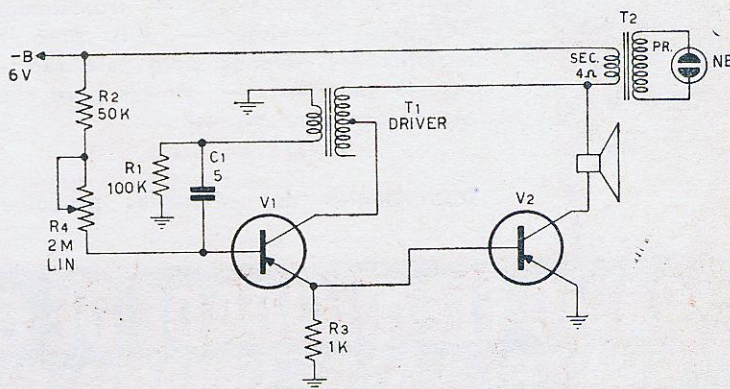 -B
6V
R2
50K
R4
2M
LIN
R1
100K
C1
5
T1
DRIVER
V1
R3
1K
V2
T2
SEC.
4Ω
PR.
NE